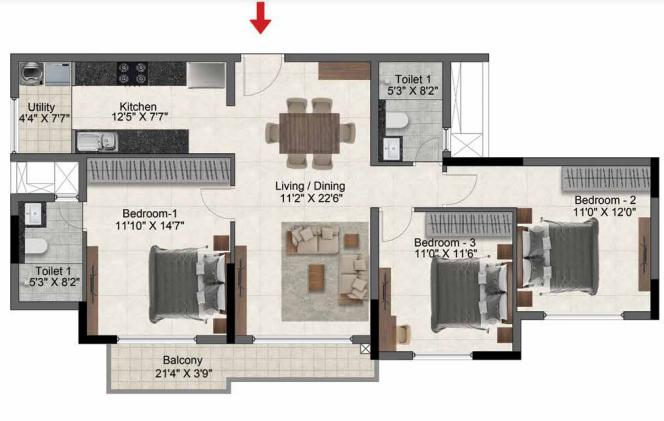 Toilet 1
5'3" X 8'2"
Utility
4'4" X 7'7"
Kitchen
12'5" X 7'7"
Living / Dining
11'2" X 22'6"
Bedroom-1
11'10" X 14'7"
Bedroom - 2
11'0" X 12'0"
Bedroom - 3
11'0" X 11'6"
Toilet 1
5'3" X 8'2"
Balcony
21'4" X 3'9"